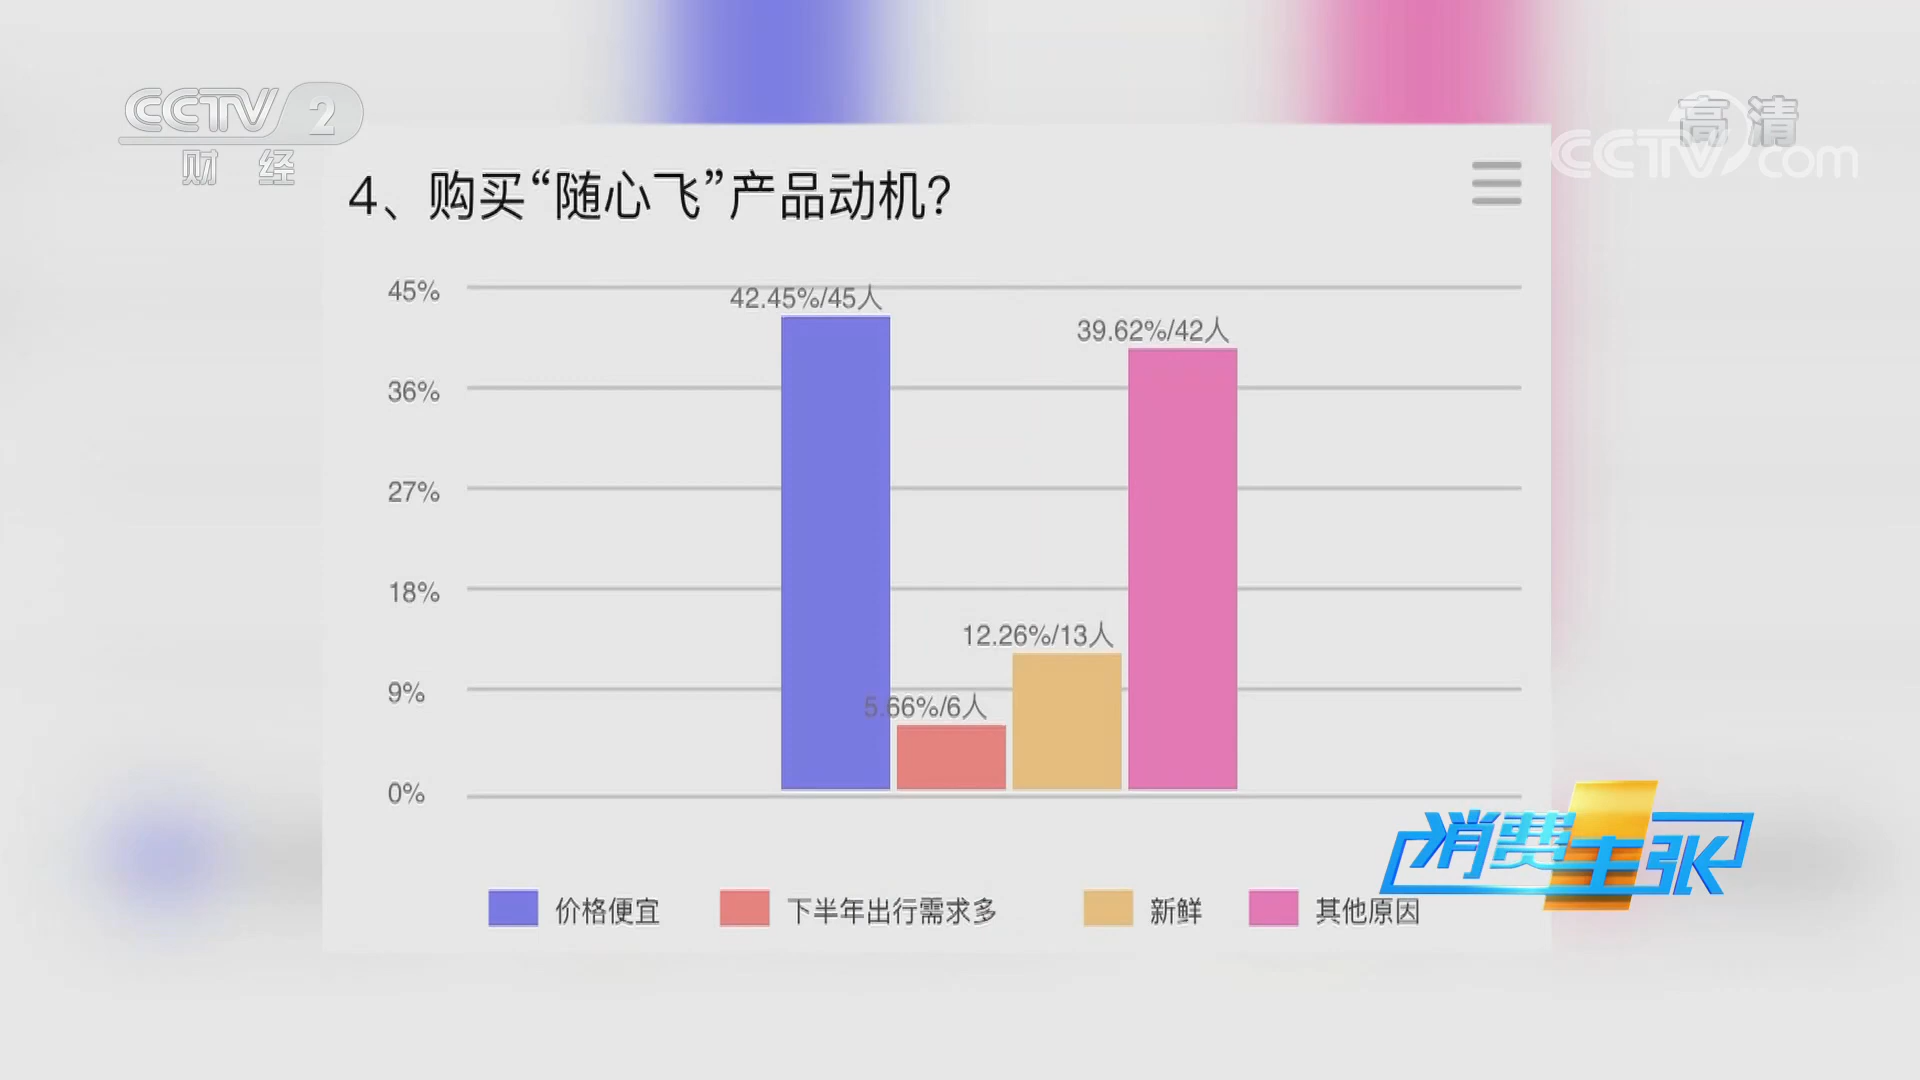 CCTV 2
财 经
高清
CCTV com
4、购买“随心飞”产品动机？
45%
42.45%/45人
39.62%/42人
36%
27%
18%
12.26%/13人
9%
5.66%/6人
0%
价格便宜 下半年出行需求多 新鲜 其他原因
消费主张